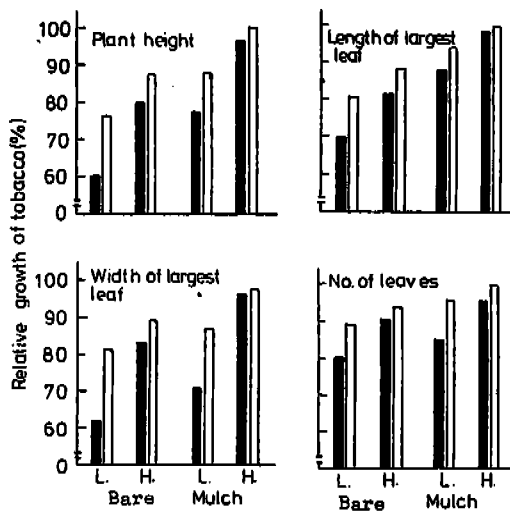 Relative growth of tobacco(%)
100
90
80
70
60
0
Plant height
Length of largest
leaf
100
90
80
70
60
0
Width of largest
leaf
No. of leaves
L. H. L. H.
Bare Mulch
L. H. L. H.
Bare Mulch